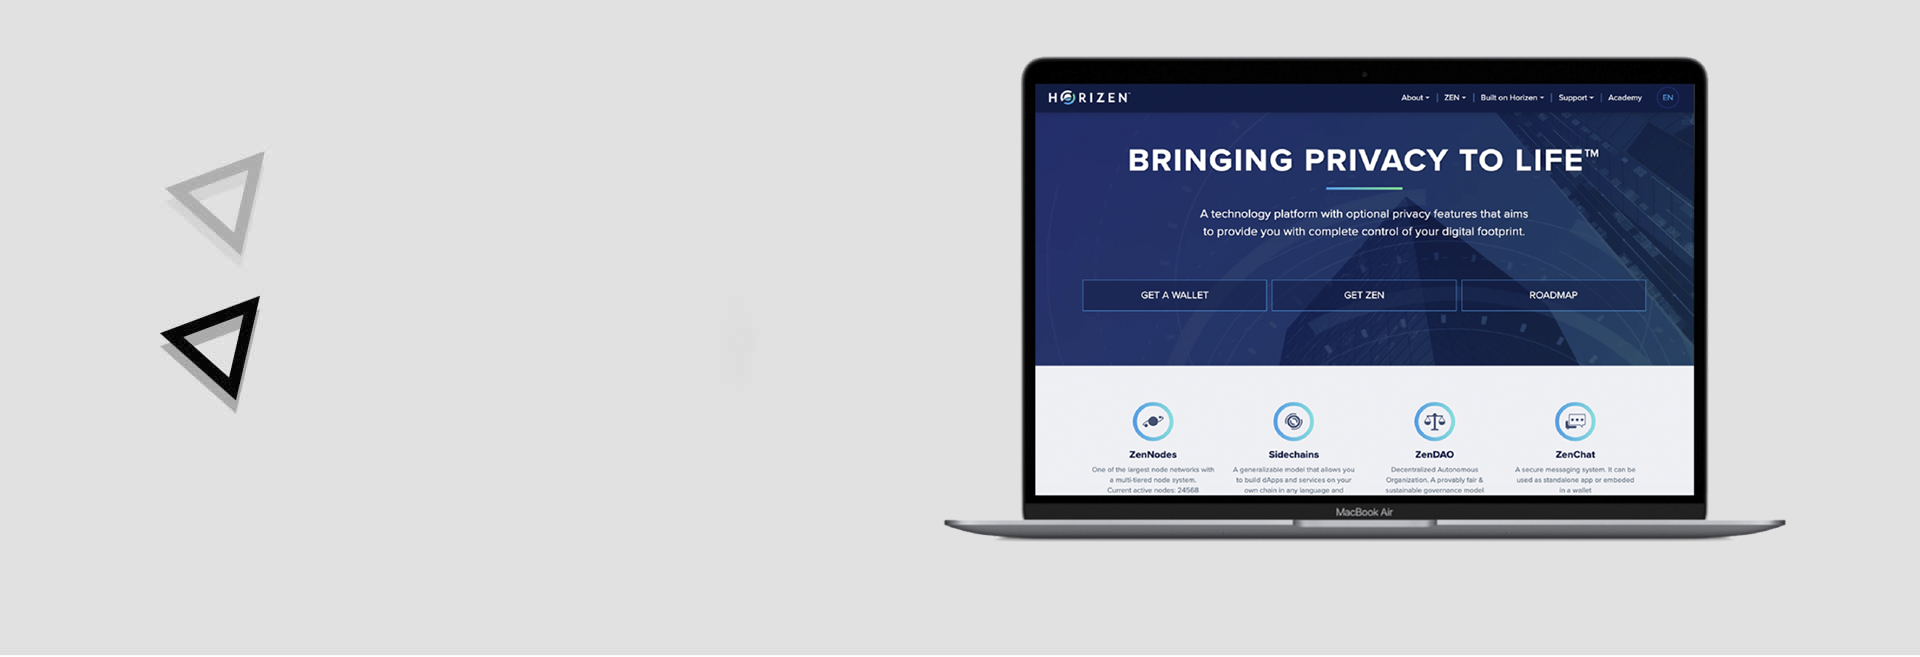 HORIZEN™
About
ZEN
Built on Horizen
Support
Academy
EN
BRINGING PRIVACY TO LIFE™
A technology platform with optional privacy features that aims
to provide you with complete control of your digital footprint.
GET A WALLET
GET ZEN
ROADMAP
ZenNodes
One of the largest node networks with
a multi-tiered node system.
Current active nodes: 24568
Sidechains
A generalizable model that allows you
to build dApps and services on your
own chain in any language and
ZenDAO
Decentralized Autonomous
Organization. A provably fair &
sustainable governance model
ZenChat
A secure messaging system. It can be
used as standalone app or embeded
in a wallet
MacBook Air